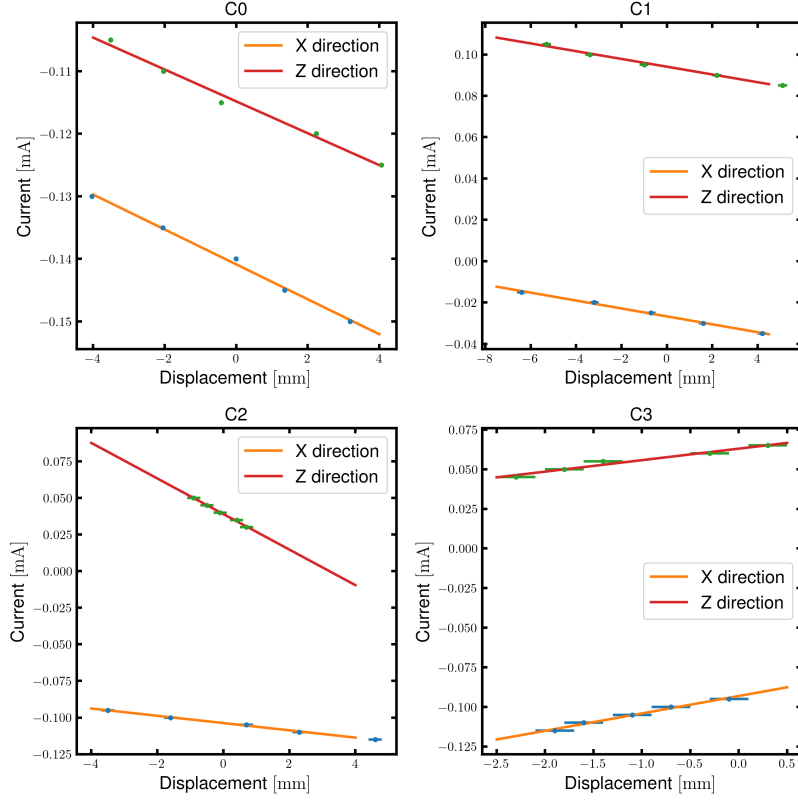 C0
X direction
Z direction
−0.11
−0.12
−0.13
−0.14
−0.15
Current [mA]
−4 −2 0 2 4
Displacement [mm]
C1
0.10
0.08
0.06
0.04
0.02
0.00
−0.02
−0.04
Current [mA]
X direction
Z direction
−8 −6 −4 −2 0 2 4
Displacement [mm]
C2
X direction
Z direction
0.075
0.050
0.025
0.000
−0.025
−0.050
−0.075
−0.100
−0.125
Current [mA]
−4 −2 0 2 4
Displacement [mm]
C3
0.075
0.050
0.025
0.000
−0.025
−0.050
−0.075
−0.100
−0.125
Current [mA]
X direction
Z direction
−2.5 −2.0 −1.5 −1.0 −0.5 0.0 0.5
Displacement [mm]